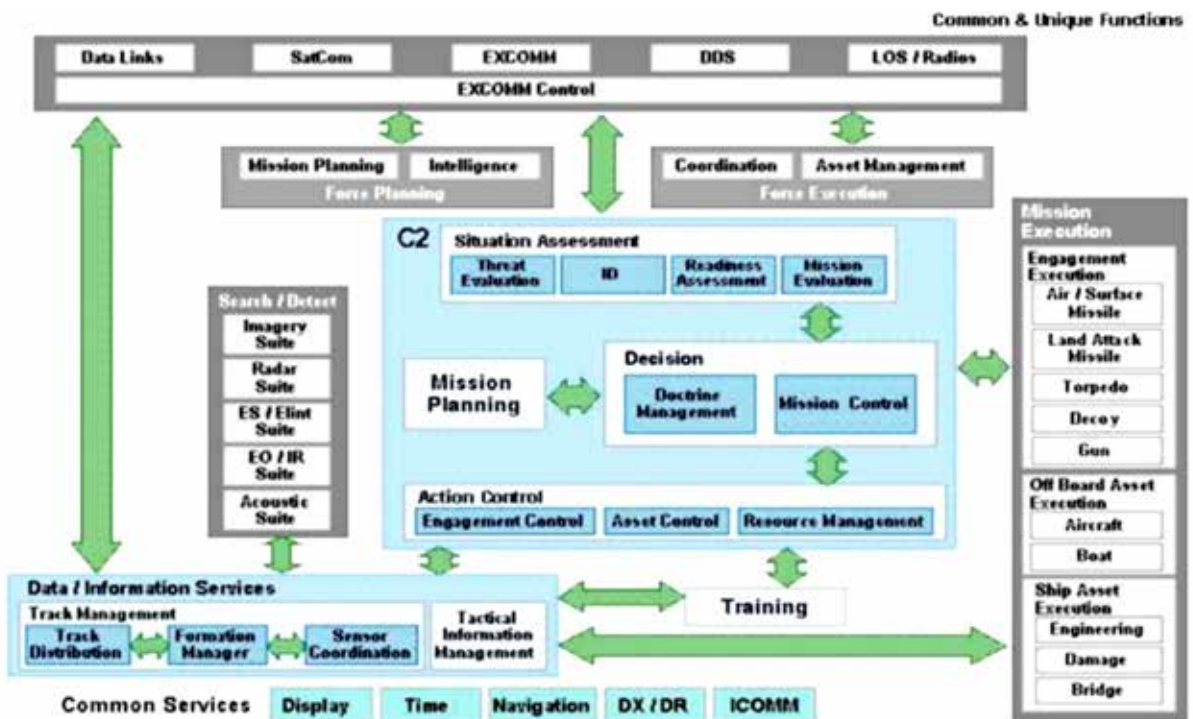 Common & Unique Functions
Data Links
SatCom
EXCOMM
DDS
LOS / Radios
EXCOMM Control
Mission Planning
Intelligence
Force Planning
Coordination
Asset Management
Force Execution
C2
Situation Assessment
Threat
Evaluation
ID
Readiness
Assessment
Mission
Evaluation
Mission
Planning
Decision
Doctrine
Management
Mission Control
Action Control
Engagement Control
Asset Control
Resource Management
Search / Detect
Imagery
Suite
Radar
Suite
ES / Elint
Suite
EO / IR
Suite
Acoustic
Suite
Mission
Execution
Engagement
Execution
Air / Surface
Missile
Land Attack
Missile
Torpedo
Decoy
Gun
Off Board Asset
Execution
Aircraft
Boat
Ship Asset
Execution
Engineering
Damage
Bridge
Data / Information Services
Track Management
Track
Distribution
Formation
Manager
Sensor
Coordination
Tactical
Information
Management
Training
Common Services
Display
Time
Navigation
DX / DR
ICOMM